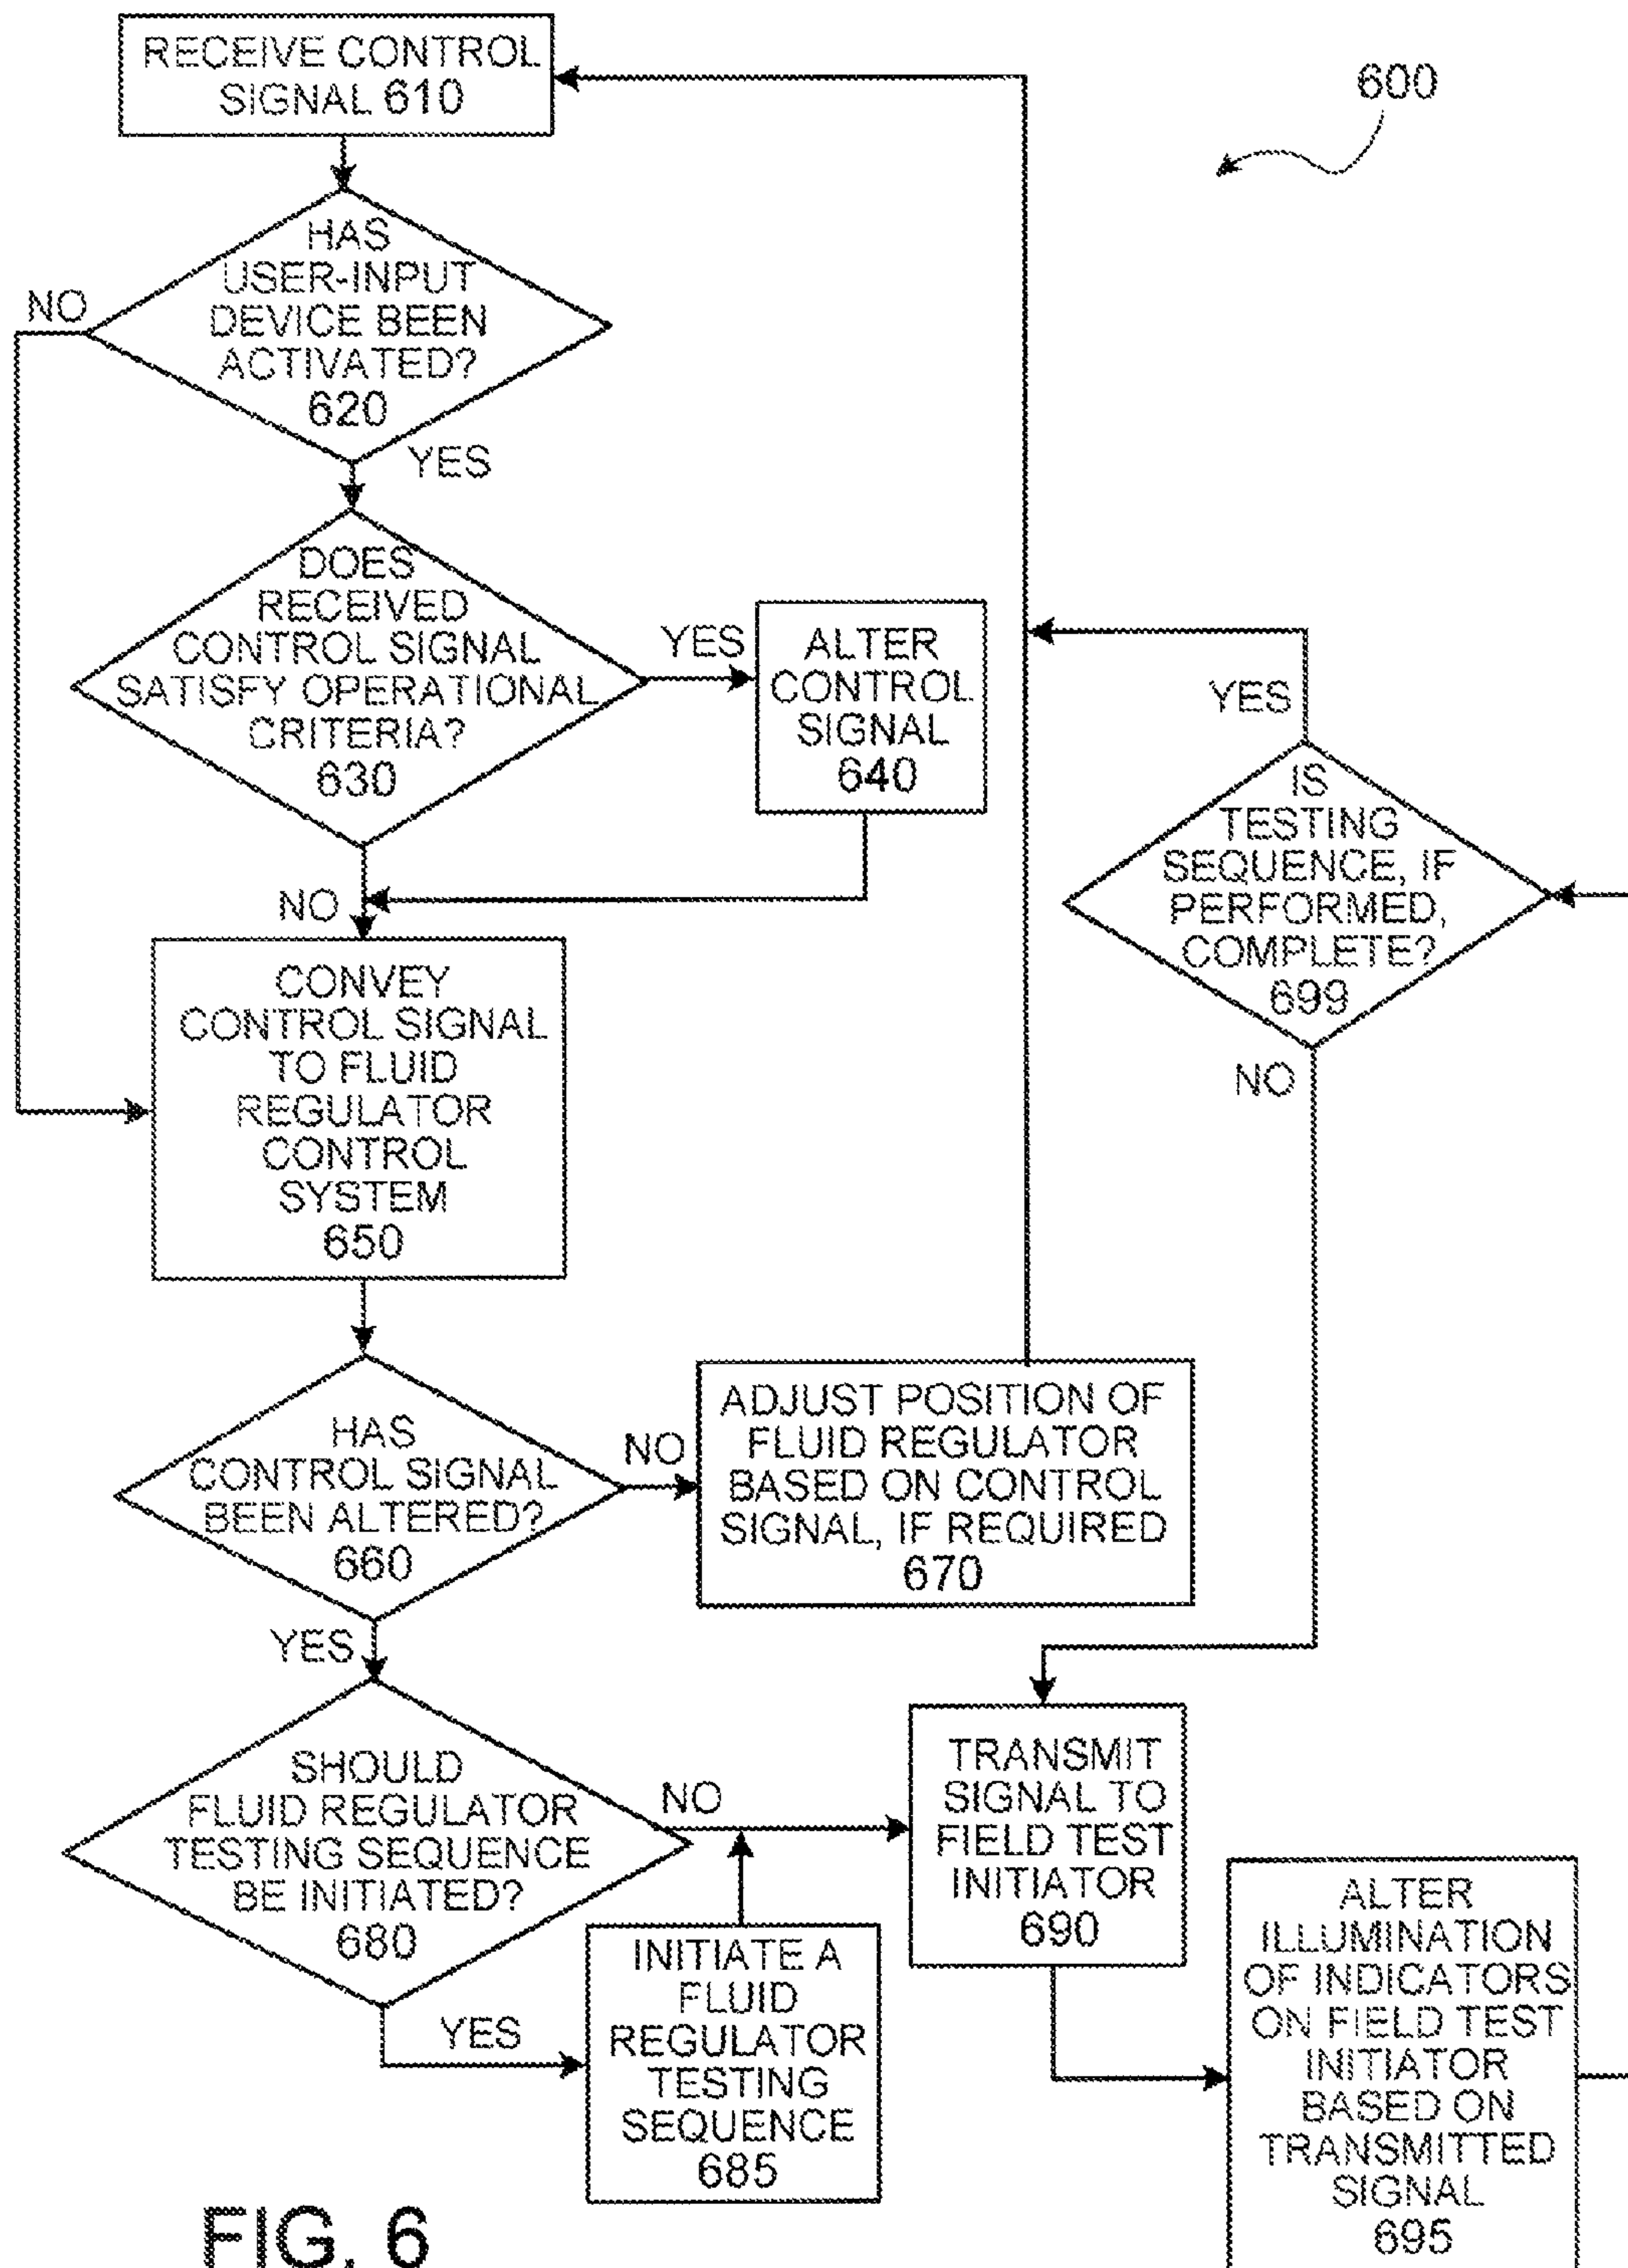 RECEIVE CONTROL
SIGNAL 610
600
HAS
USER-INPUT
DEVICE BEEN
ACTIVATED?
620
NO
YES
DOES
RECEIVED
CONTROL SIGNAL
SATISFY OPERATIONAL
CRITERIA?
630
YES
ALTER
CONTROL
SIGNAL
640
NO
YES
IS
TESTING
SEQUENCE, IF
PERFORMED,
COMPLETE?
699
NO
CONVEY
CONTROL SIGNAL
TO FLUID
REGULATOR
CONTROL
SYSTEM
650
HAS
CONTROL SIGNAL
BEEN ALTERED?
660
NO
ADJUST POSITION OF
FLUID REGULATOR
BASED ON CONTROL
SIGNAL, IF REQUIRED
670
YES
SHOULD
FLUID REGULATOR
TESTING SEQUENCE
BE INITIATED?
680
NO
YES
INITIATE A
FLUID
REGULATOR
TESTING
SEQUENCE
685
TRANSMIT
SIGNAL TO
FIELD TEST
INITIATOR
690
ALTER
ILLUMINATION
OF INDICATORS
ON FIELD TEST
INITIATOR
BASED ON
TRANSMITTED
SIGNAL
695
FIG. 6